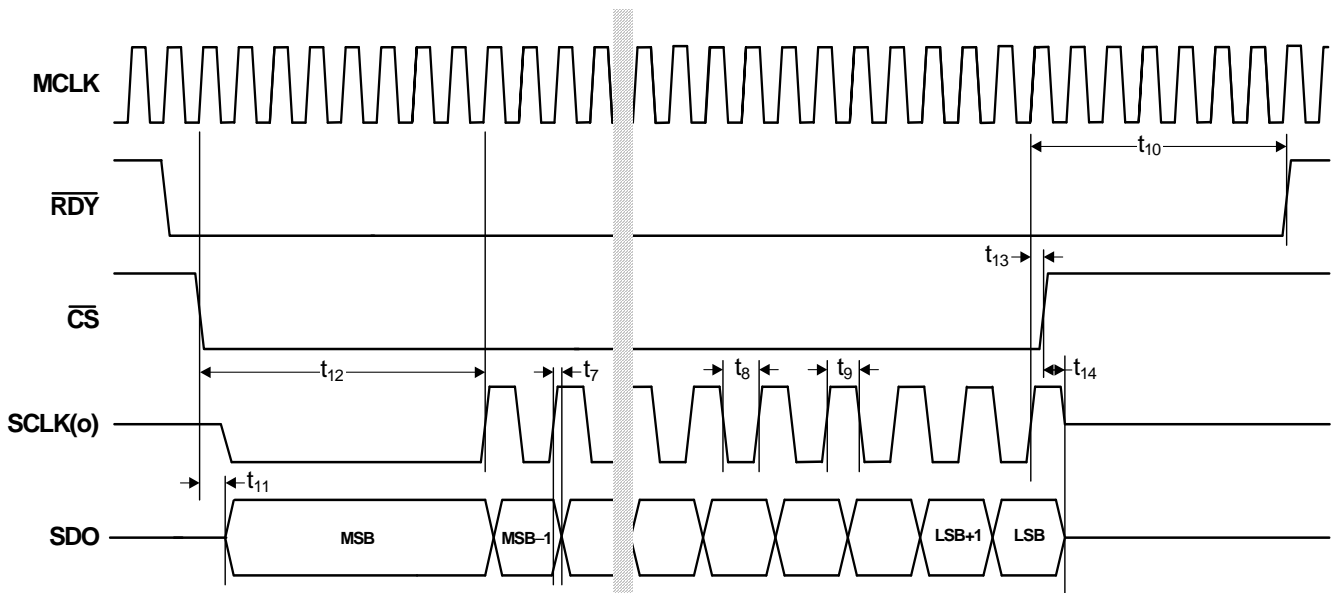 MCLK
t10
RDY
t13
CS
t12
t7
t8
t9
t14
SCLK(o)
t11
SDO
MSB
MSB–1
LSB+1
LSB